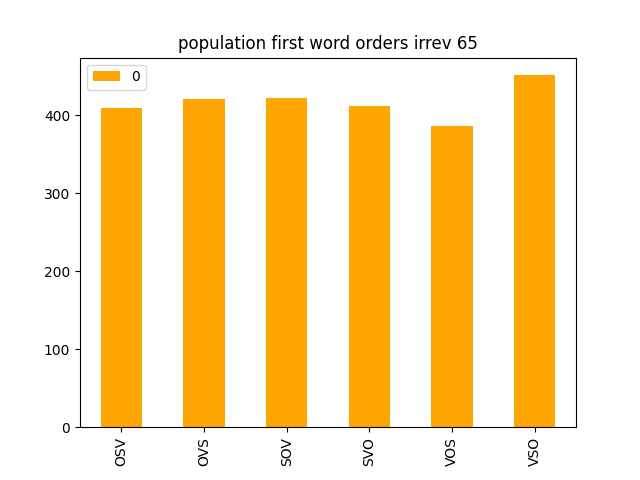 population first word orders irrev 65
0
400
300
200
100
0
OSV
OVS
SOV
SVO
VOS
VSO